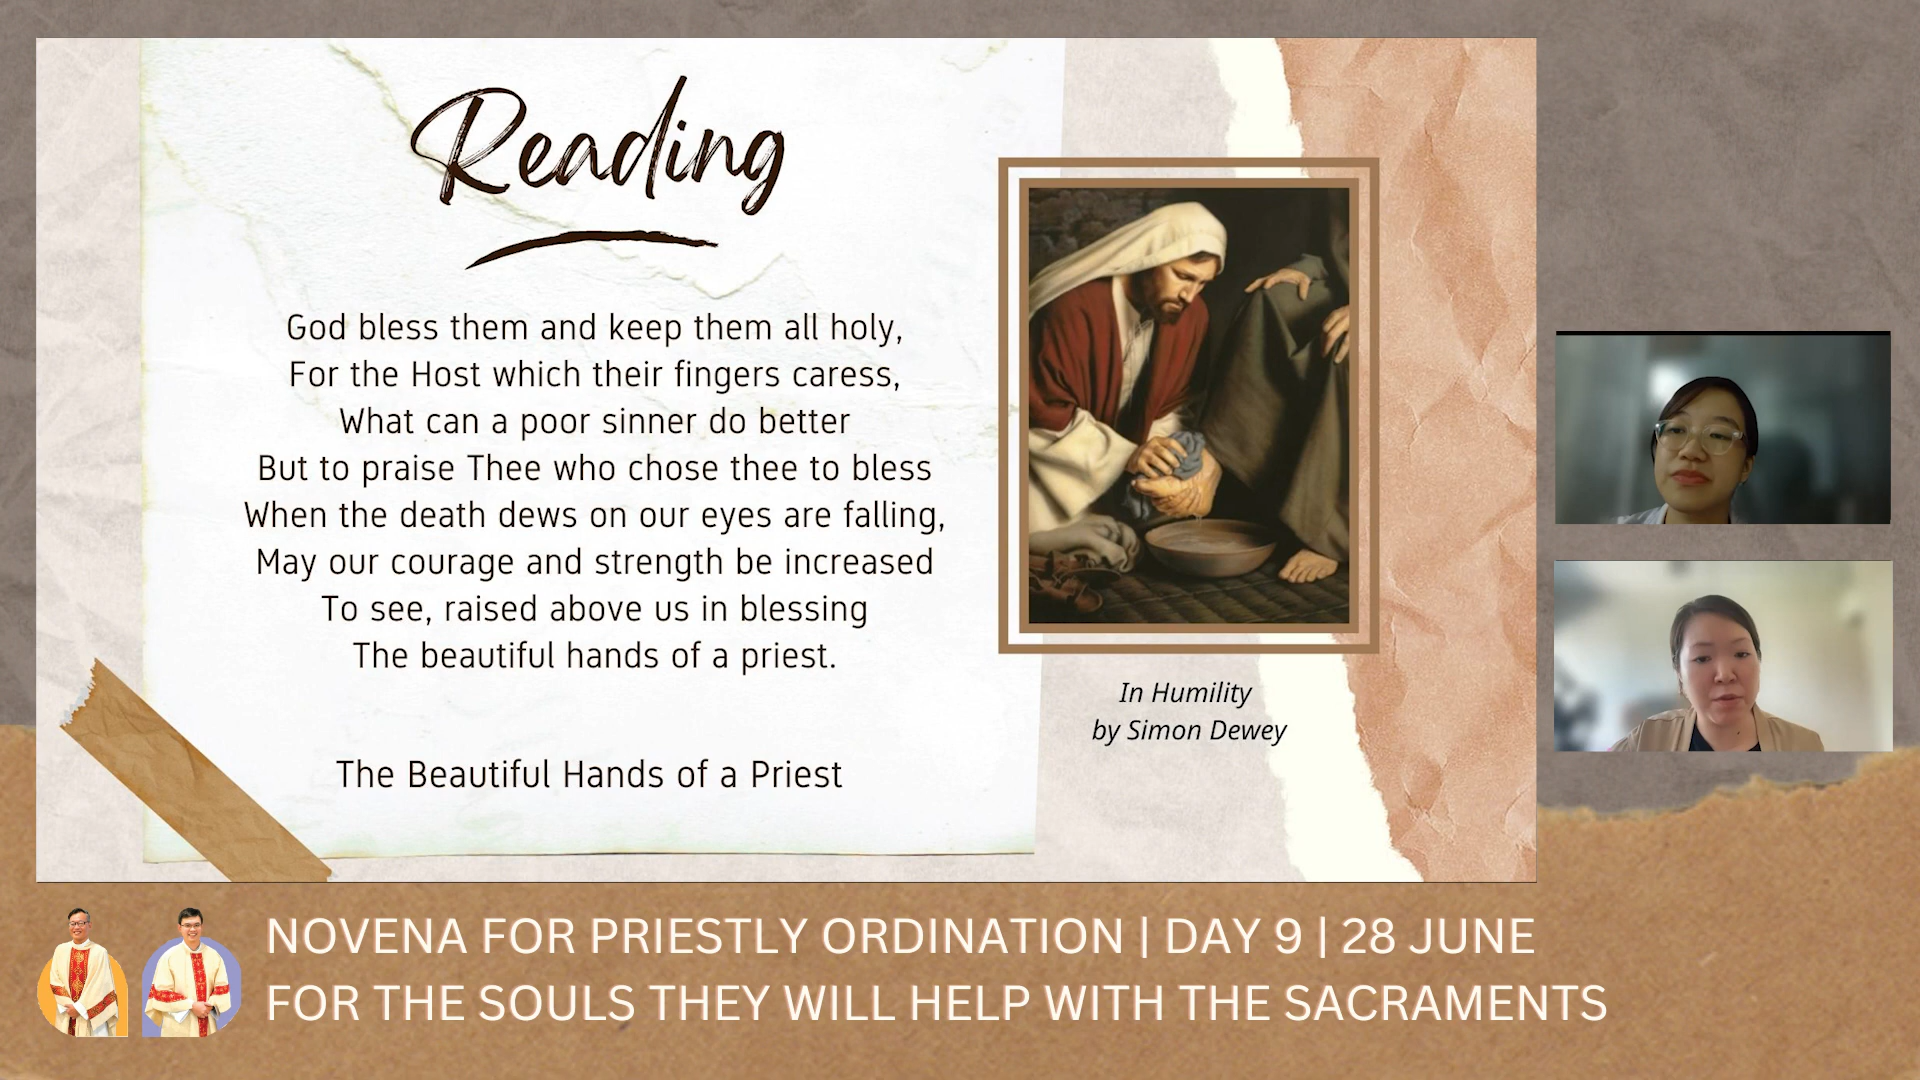 Reading
God bless them and keep them all holy,
For the Host which their fingers caress,
What can a poor sinner do better
But to praise Thee who chose thee to bless
When the death dews on our eyes are falling,
May our courage and strength be increased
To see, raised above us in blessing
The beautiful hands of a priest.
The Beautiful Hands of a Priest
In Humility
by Simon Dewey
NOVENA FOR PRIESTLY ORDINATION | DAY 9 | 28 JUNE
FOR THE SOULS THEY WILL HELP WITH THE SACRAMENTS